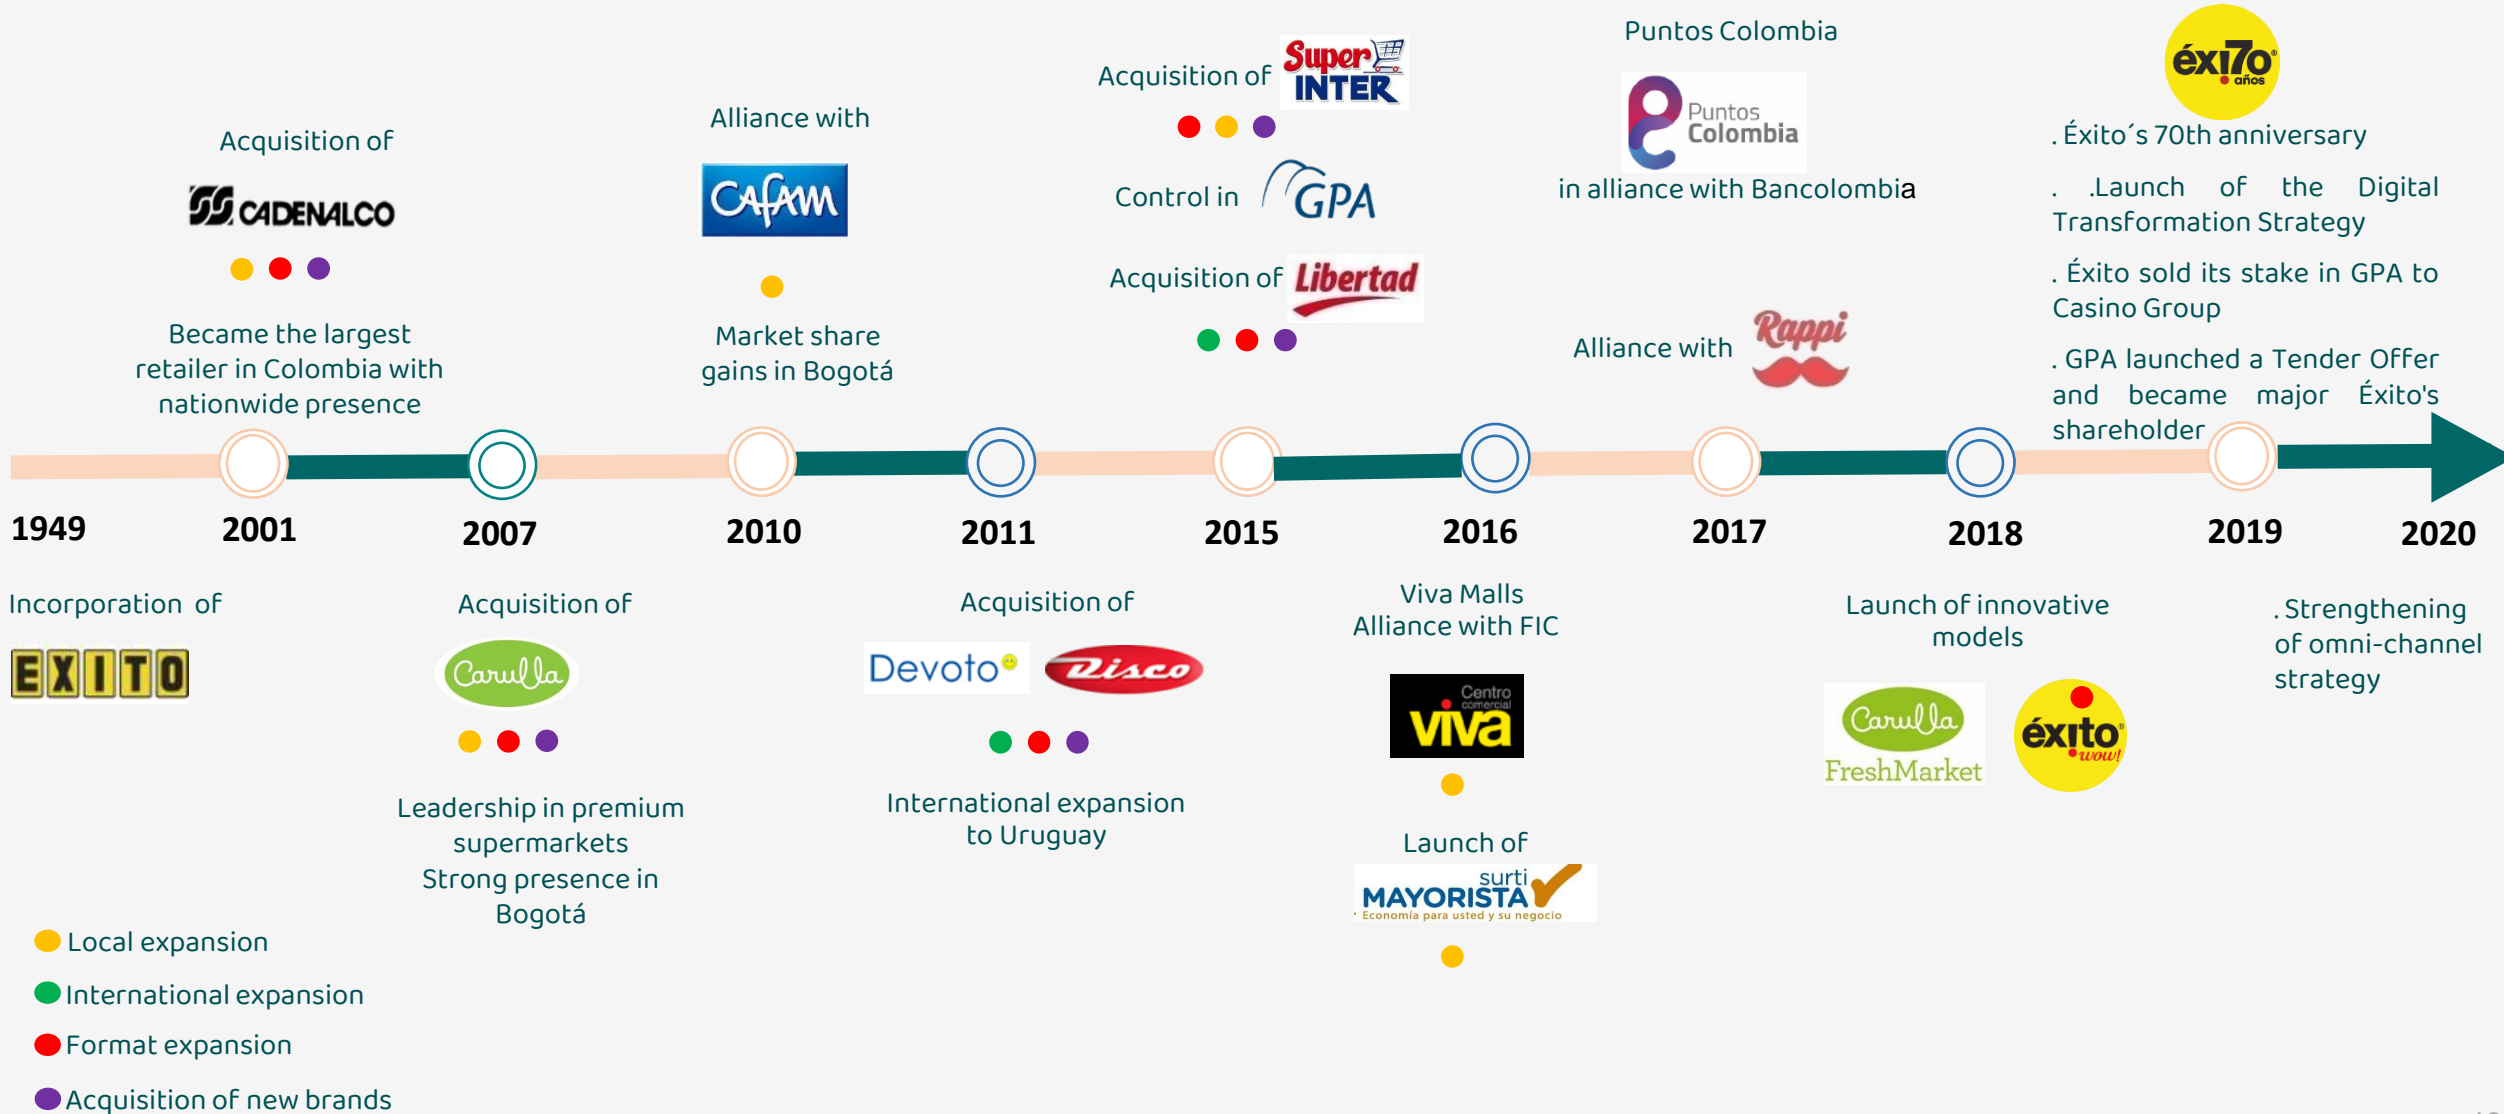 Acquisition of
CADENALCO
Became the largest
retailer in Colombia with
nationwide presence
Alliance with
CAFAM
Market share
gains in Bogotá
Acquisition of
Super
INTER
Control in
GPA
Acquisition of
Libertad
Puntos Colombia
Puntos
Colombia
in alliance with Bancolombia
Alliance with
Rappi
éxi70
años
. Éxito´s 70th anniversary
. .Launch of the Digital
Transformation Strategy
. Éxito sold its stake in GPA to
Casino Group
. GPA launched a Tender Offer
and became major Éxito's
shareholder
1949
2001
2007
2010
2011
2015
2016
2017
2018
2019
2020
Incorporation of
EXITO
Acquisition of
Carulla
Leadership in premium
supermarkets
Strong presence in
Bogotá
Acquisition of
Devoto
Disco
International expansion
to Uruguay
Viva Malls
Alliance with FIC
Centro
comercial
viva
Launch of
surti
MAYORISTA
Economía para usted y su negocio
Launch of innovative
models
Carulla
FreshMarket
éxito
wow!
. Strengthening
of omni-channel
strategy
Local expansion
International expansion
Format expansion
Acquisition of new brands